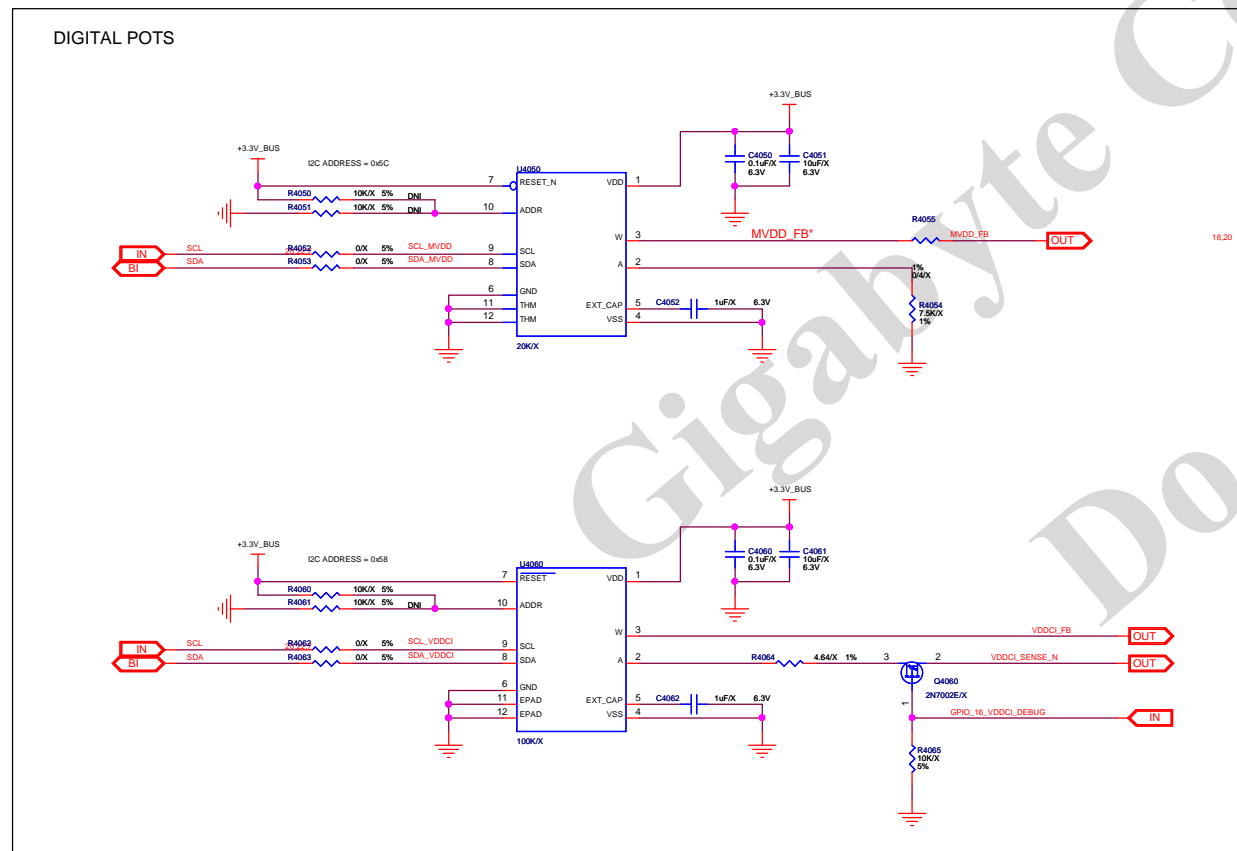 DIGITAL POTS
+3.3V_BUS
+3.3V_BUS
I2C ADDRESS = 0x5C
C4050
0.1uF/X
6.3V
C4051
10uF/X
6.3V
U4050
R4050 10K/X 5% DNI
R4051 10K/X 5% DNI
7 RESET_N VDD 1
10 ADDR
R4055
IN SCL R4052 0/X 5% SCL_MVDD 9 SCL
BI SDA R4053 0/X 5% SDA_MVDD 8 SDA
W 3 MVDD_FB* MVDD_FB OUT
18,20
A 2
1%
0/4/X
6 GND
11 THM EXT_CAP 5 C4052 1uF/X 6.3V
12 THM VSS 4
R4054
7.5K/X
1%
20K/X
Gigabyte
Do
+3.3V_BUS
+3.3V_BUS
I2C ADDRESS = 0x58
C4060
0.1uF/X
6.3V
C4061
10uF/X
6.3V
U4060
R4060 10K/X 5%
R4061 10K/X 5% DNI
7 RESET VDD 1
10 ADDR
W 3 VDDCI_FB OUT
IN SCL R4062 0/X 5% SCL_VDDCI 9 SCL
BI SDA R4063 0/X 5% SDA_VDDCI 8 SDA
A 2 R4064 4.64/X 1% 3 2 VDDCI_SENSE_N OUT
Q4060
2N7002E/X
6 GND
11 EPAD EXT_CAP 5 C4062 1uF/X 6.3V
12 EPAD VSS 4
1 GPIO_16_VDDCI_DEBUG IN
100K/X
R4065
10K/X
5%